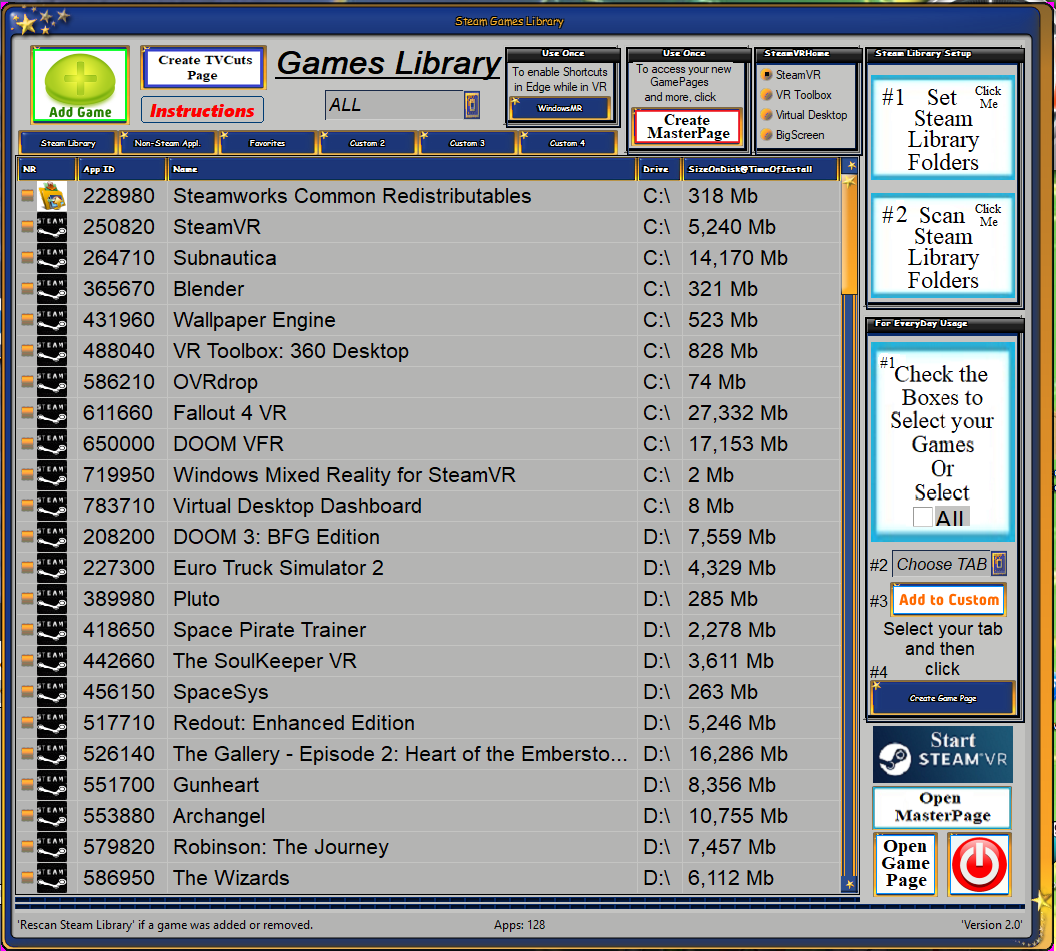 Steam Games Library
Add Game
Create TVCuts
Page
Instructions
Games Library
ALL
Use Once
To enable Shortcuts
in Edge while in VR
WindowsMR
Use Once
To access your new
GamePages
and more, click
Create
MasterPage
SteamVRHome
SteamVR
VR Toolbox
Virtual Desktop
BigScreen
Steam Library Setup
#1 Set Click
Me
Steam
Library
Folders
#2 Scan Click
Me
Steam
Library
Folders
Steam Library Non-Steam Appl. Favorites Custom 2 Custom 3 Custom 4
NR App ID Name Drive SizeOnDisk@TimeOfInstall
228980 Steamworks Common Redistributables C:\ 318 Mb
STEAM 250820 SteamVR C:\ 5,240 Mb
STEAM 264710 Subnautica C:\ 14,170 Mb
STEAM 365670 Blender C:\ 321 Mb
STEAM 431960 Wallpaper Engine C:\ 523 Mb
STEAM 488040 VR Toolbox: 360 Desktop C:\ 828 Mb
STEAM 586210 OVRdrop C:\ 74 Mb
STEAM 611660 Fallout 4 VR C:\ 27,332 Mb
STEAM 650000 DOOM VFR C:\ 17,153 Mb
STEAM 719950 Windows Mixed Reality for SteamVR C:\ 2 Mb
STEAM 783710 Virtual Desktop Dashboard C:\ 8 Mb
STEAM 208200 DOOM 3: BFG Edition D:\ 7,559 Mb
STEAM 227300 Euro Truck Simulator 2 D:\ 4,329 Mb
STEAM 389980 Pluto D:\ 285 Mb
STEAM 418650 Space Pirate Trainer D:\ 2,278 Mb
STEAM 442660 The SoulKeeper VR D:\ 3,611 Mb
STEAM 456150 SpaceSys D:\ 263 Mb
STEAM 517710 Redout: Enhanced Edition D:\ 5,246 Mb
STEAM 526140 The Gallery - Episode 2: Heart of the Embersto... D:\ 16,286 Mb
STEAM 551700 Gunheart D:\ 8,356 Mb
STEAM 553880 Archangel D:\ 10,755 Mb
STEAM 579820 Robinson: The Journey D:\ 7,457 Mb
STEAM 586950 The Wizards D:\ 6,112 Mb
For EveryDay Usage
#1 Check the
Boxes to
Select your
Games
Or
Select
All
#2 Choose TAB
#3 Add to Custom
Select your tab
and then
click
#4
Create Game Page
Start
STEAM VR
Open
MasterPage
Open
Game
Page
'Rescan Steam Library' if a game was added or removed. Apps: 128 'Version 2.0'